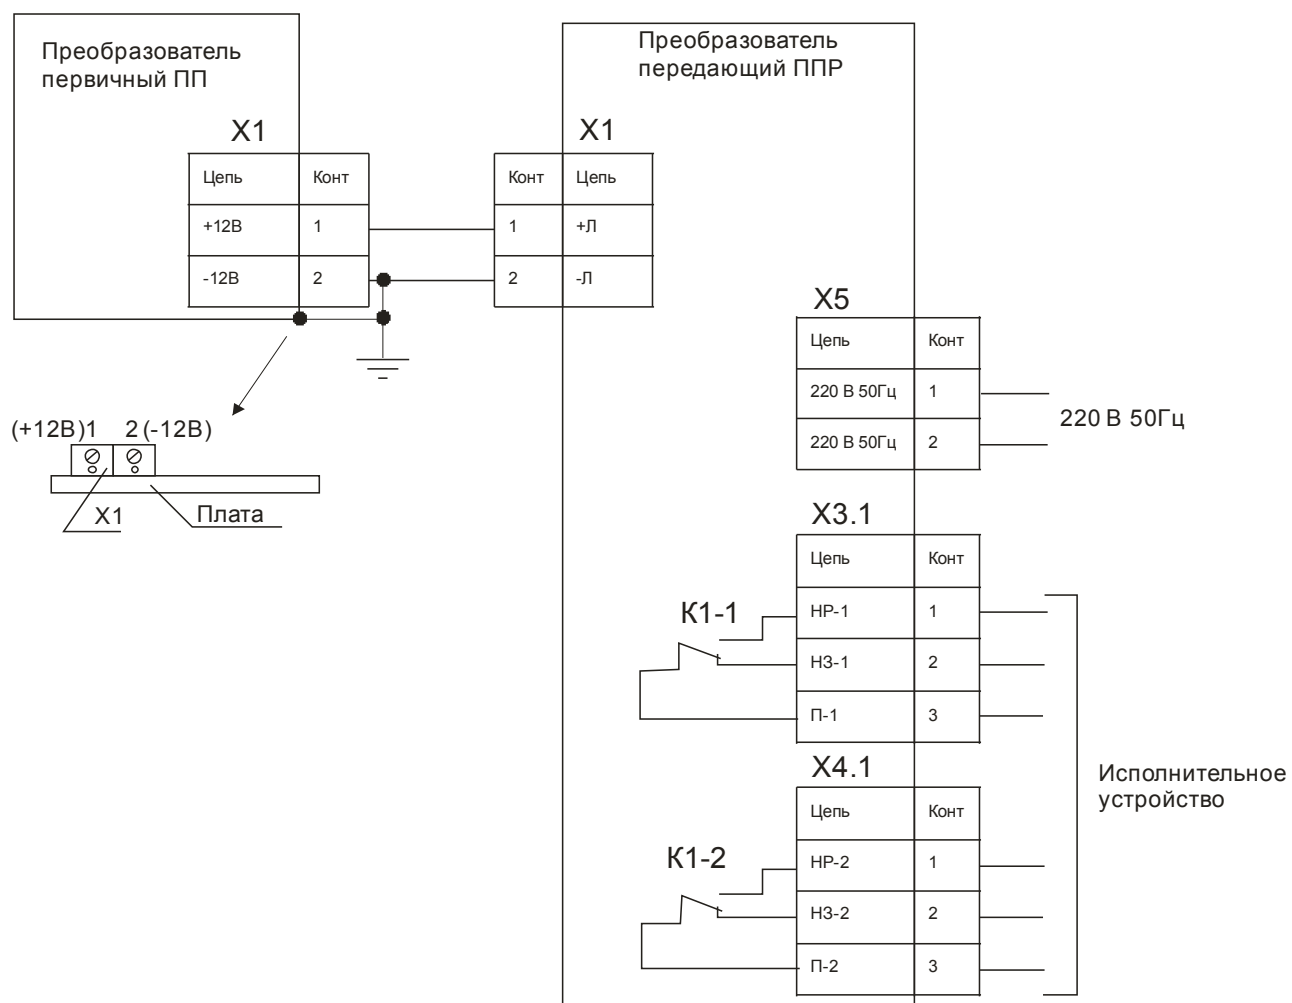 Преобразователь
первичный ПП
Преобразователь
передающий ППР
X1
Цепь Конт
+12В 1
-12В 2
X1
Конт Цепь
1 +Л
2 -Л
(+12В)1 2(-12В)
X1
Плата
X5
Цепь Конт
220 В 50Гц 1
220 В 50Гц 2
220 В 50Гц
X3.1
Цепь Конт
НР-1 1
НЗ-1 2
П-1 3
К1-1
X4.1
Цепь Конт
НР-2 1
НЗ-2 2
П-2 3
К1-2
Исполнительное
устройство